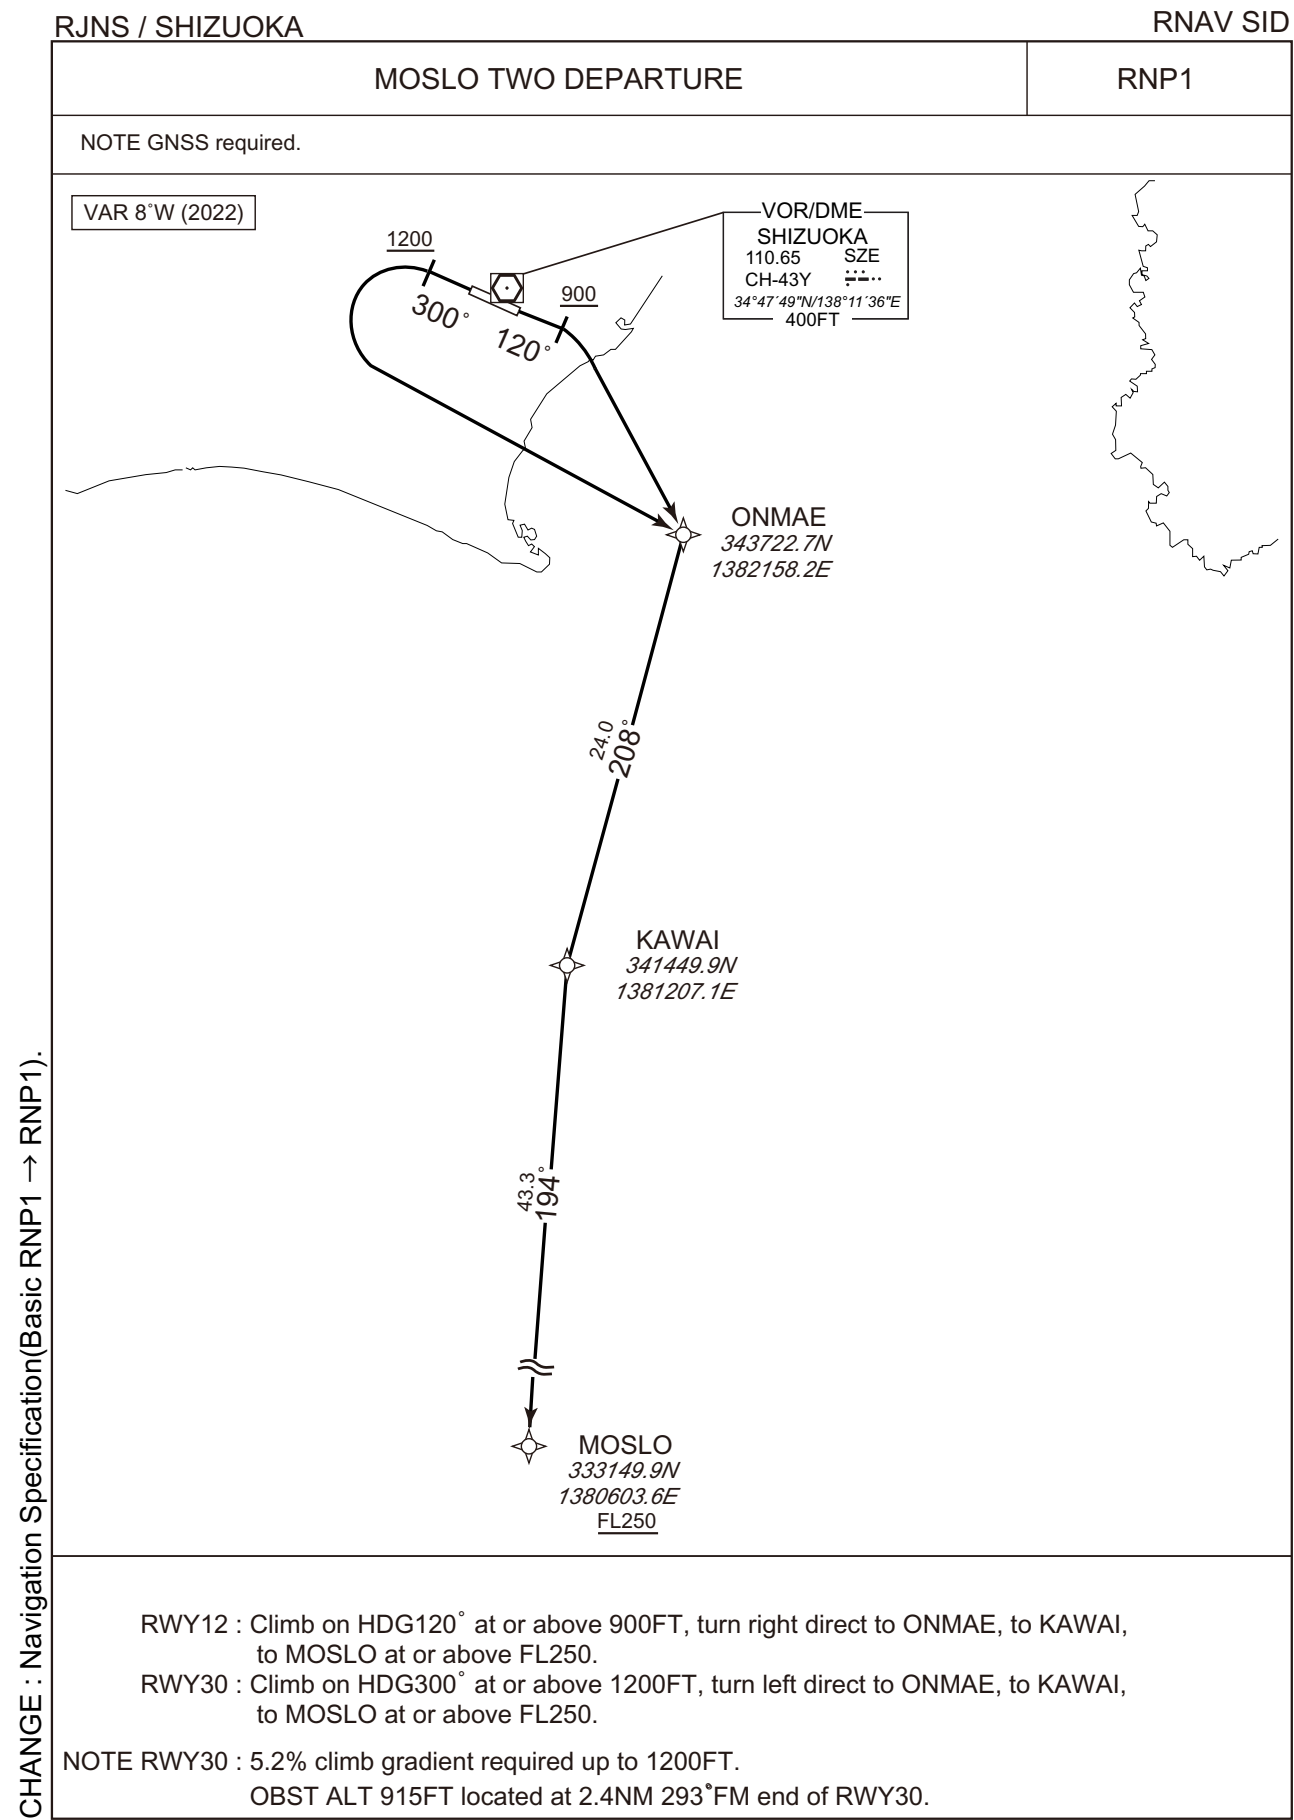 RJNS / SHIZUOKA
RNAV SID
MOSLO TWO DEPARTURE
RNP1
NOTE GNSS required.
VAR 8°W (2022)
VOR/DME
SHIZUOKA
110.65 SZE
CH-43Y
34°47´49"N/138°11´36"E
400FT
1200
900
300°
120°
ONMAE
343722.7N
1382158.2E
24.0
208°
KAWAI
341449.9N
1381207.1E
43.3
194°
MOSLO
333149.9N
1380603.6E
FL250
RWY12 : Climb on HDG120° at or above 900FT, turn right direct to ONMAE, to KAWAI,
to MOSLO at or above FL250.
RWY30 : Climb on HDG300° at or above 1200FT, turn left direct to ONMAE, to KAWAI,
to MOSLO at or above FL250.
NOTE RWY30 : 5.2% climb gradient required up to 1200FT.
OBST ALT 915FT located at 2.4NM 293°FM end of RWY30.
CHANGE : Navigation Specification(Basic RNP1 → RNP1).